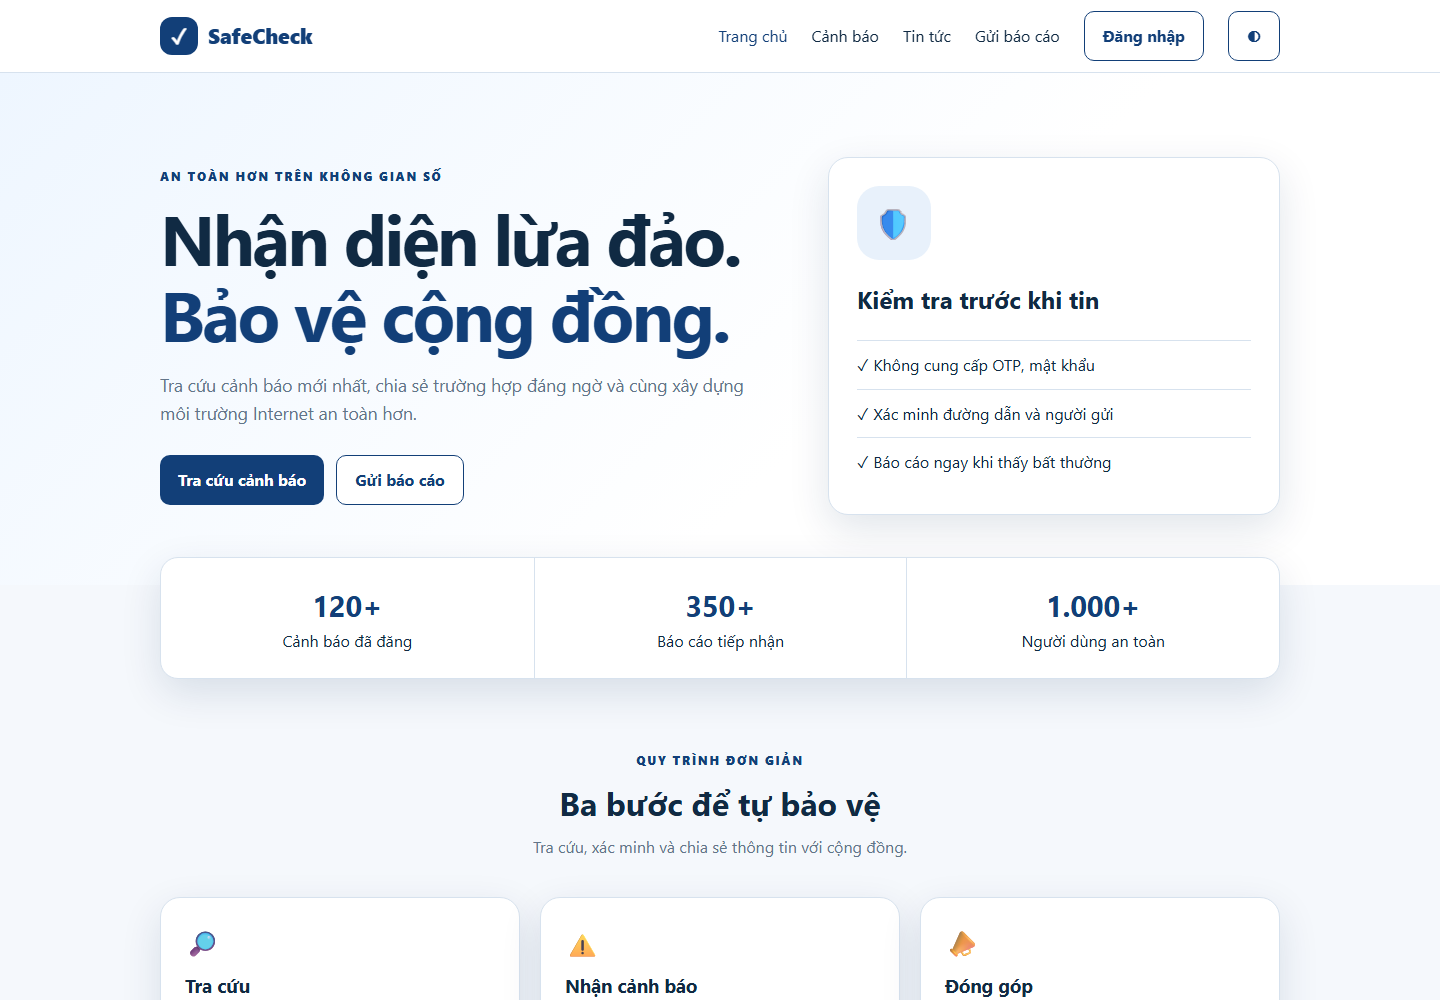 SafeCheck
Trang chủ
Cảnh báo
Tin tức
Gửi báo cáo
Đăng nhập
AN TOÀN HƠN TRÊN KHÔNG GIAN SỐ
Nhận diện lừa đảo.
Bảo vệ cộng đồng.
Tra cứu cảnh báo mới nhất, chia sẻ trường hợp đáng ngờ và cùng xây dựng
môi trường Internet an toàn hơn.
Tra cứu cảnh báo
Gửi báo cáo
Kiểm tra trước khi tin
✓ Không cung cấp OTP, mật khẩu
✓ Xác minh đường dẫn và người gửi
✓ Báo cáo ngay khi thấy bất thường
120+
Cảnh báo đã đăng
350+
Báo cáo tiếp nhận
1.000+
Người dùng an toàn
QUY TRÌNH ĐƠN GIẢN
Ba bước để tự bảo vệ
Tra cứu, xác minh và chia sẻ thông tin với cộng đồng.
Tra cứu
Nhận cảnh báo
Đóng góp